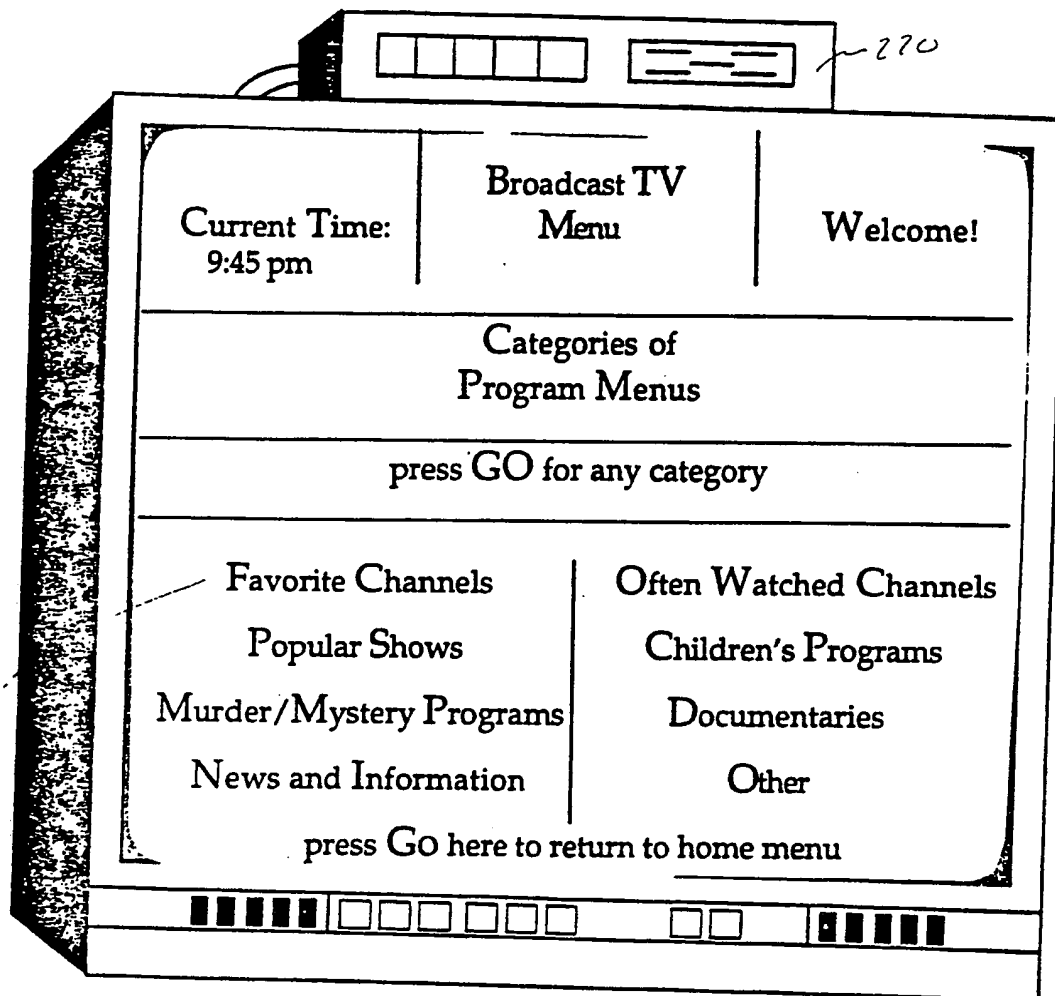 220
Broadcast TV
Menu
Current Time:
9:45 pm
Welcome!
Categories of
Program Menus
press GO for any category
Favorite Channels
Often Watched Channels
Popular Shows
Children's Programs
Murder/Mystery Programs
Documentaries
News and Information
Other
press Go here to return to home menu